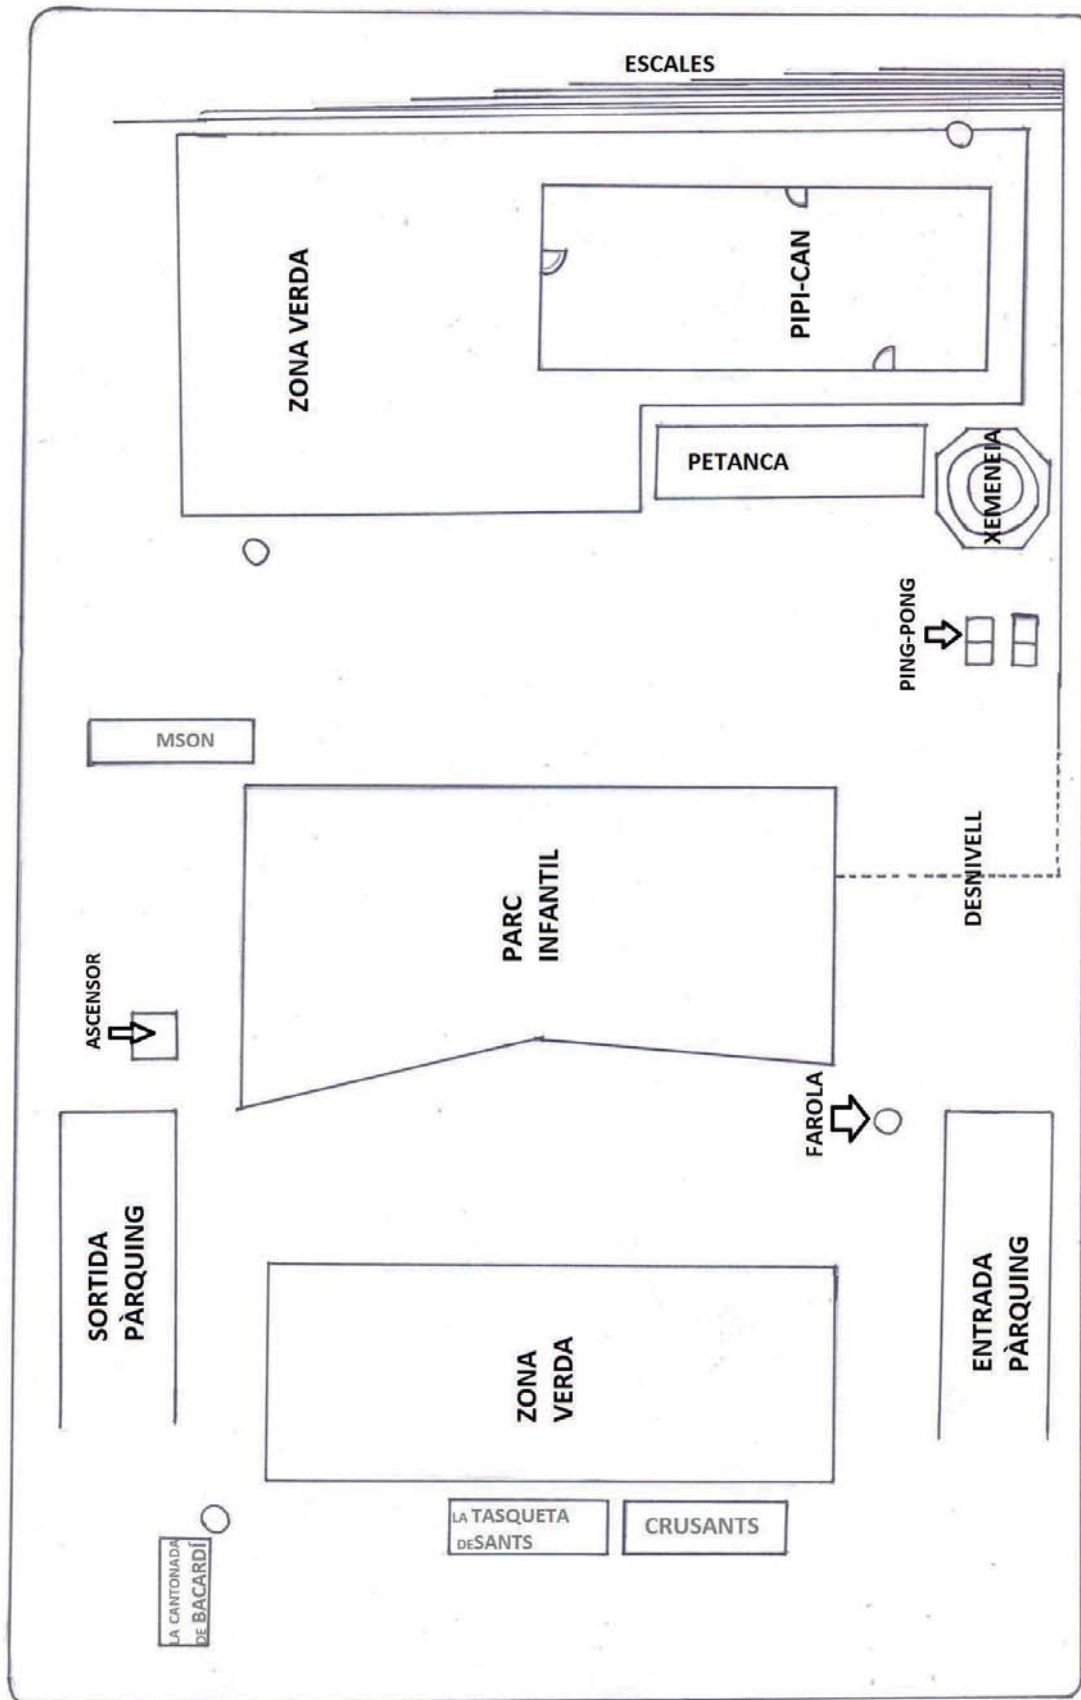 ESCALES
ZONA VERDA
PIPI-CAN
PETANCA
XEMENEIA
PING-PONG
MSON
PARC
INFANTIL
DESNIVELL
ASCENSOR
FAROLA
SORTIDA
PÀRQUING
ENTRADA
PÀRQUING
ZONA
VERDA
LA TASQUETA
DE SANTS
CRUSANTS
LA CANTONADA
DE BACARDÍ